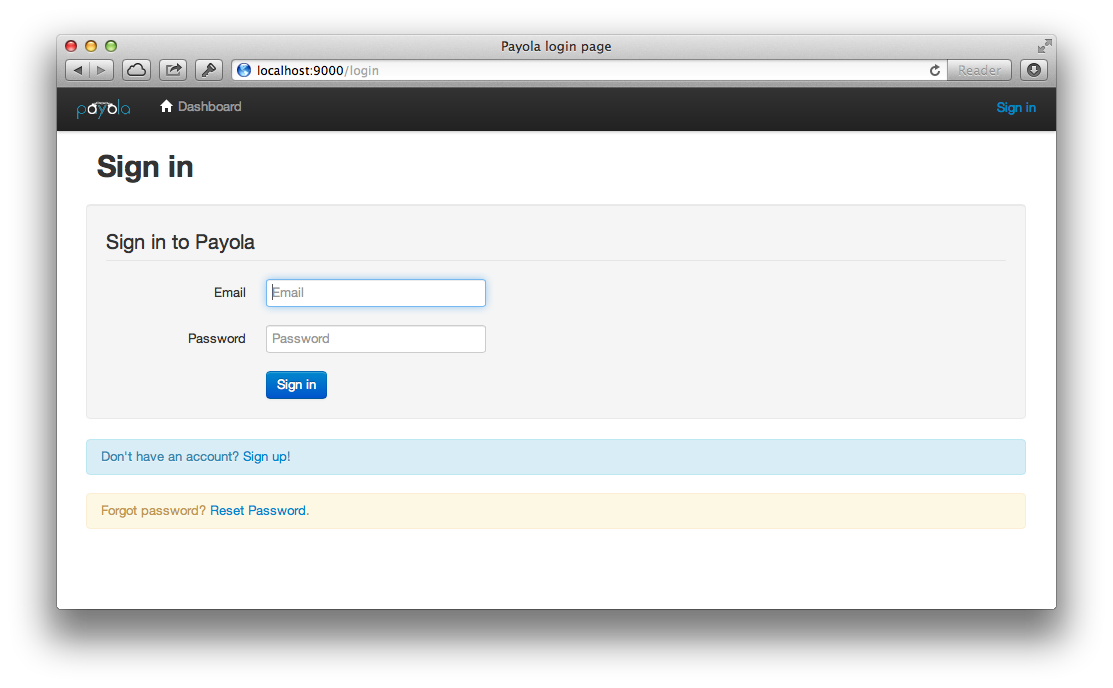 Payola login page
localhost:9000/login
Reader
payola
Dashboard
Sign in
Sign in
Sign in to Payola
Email
Email
Password
Password
Sign in
Don't have an account? Sign up!
Forgot password? Reset Password.